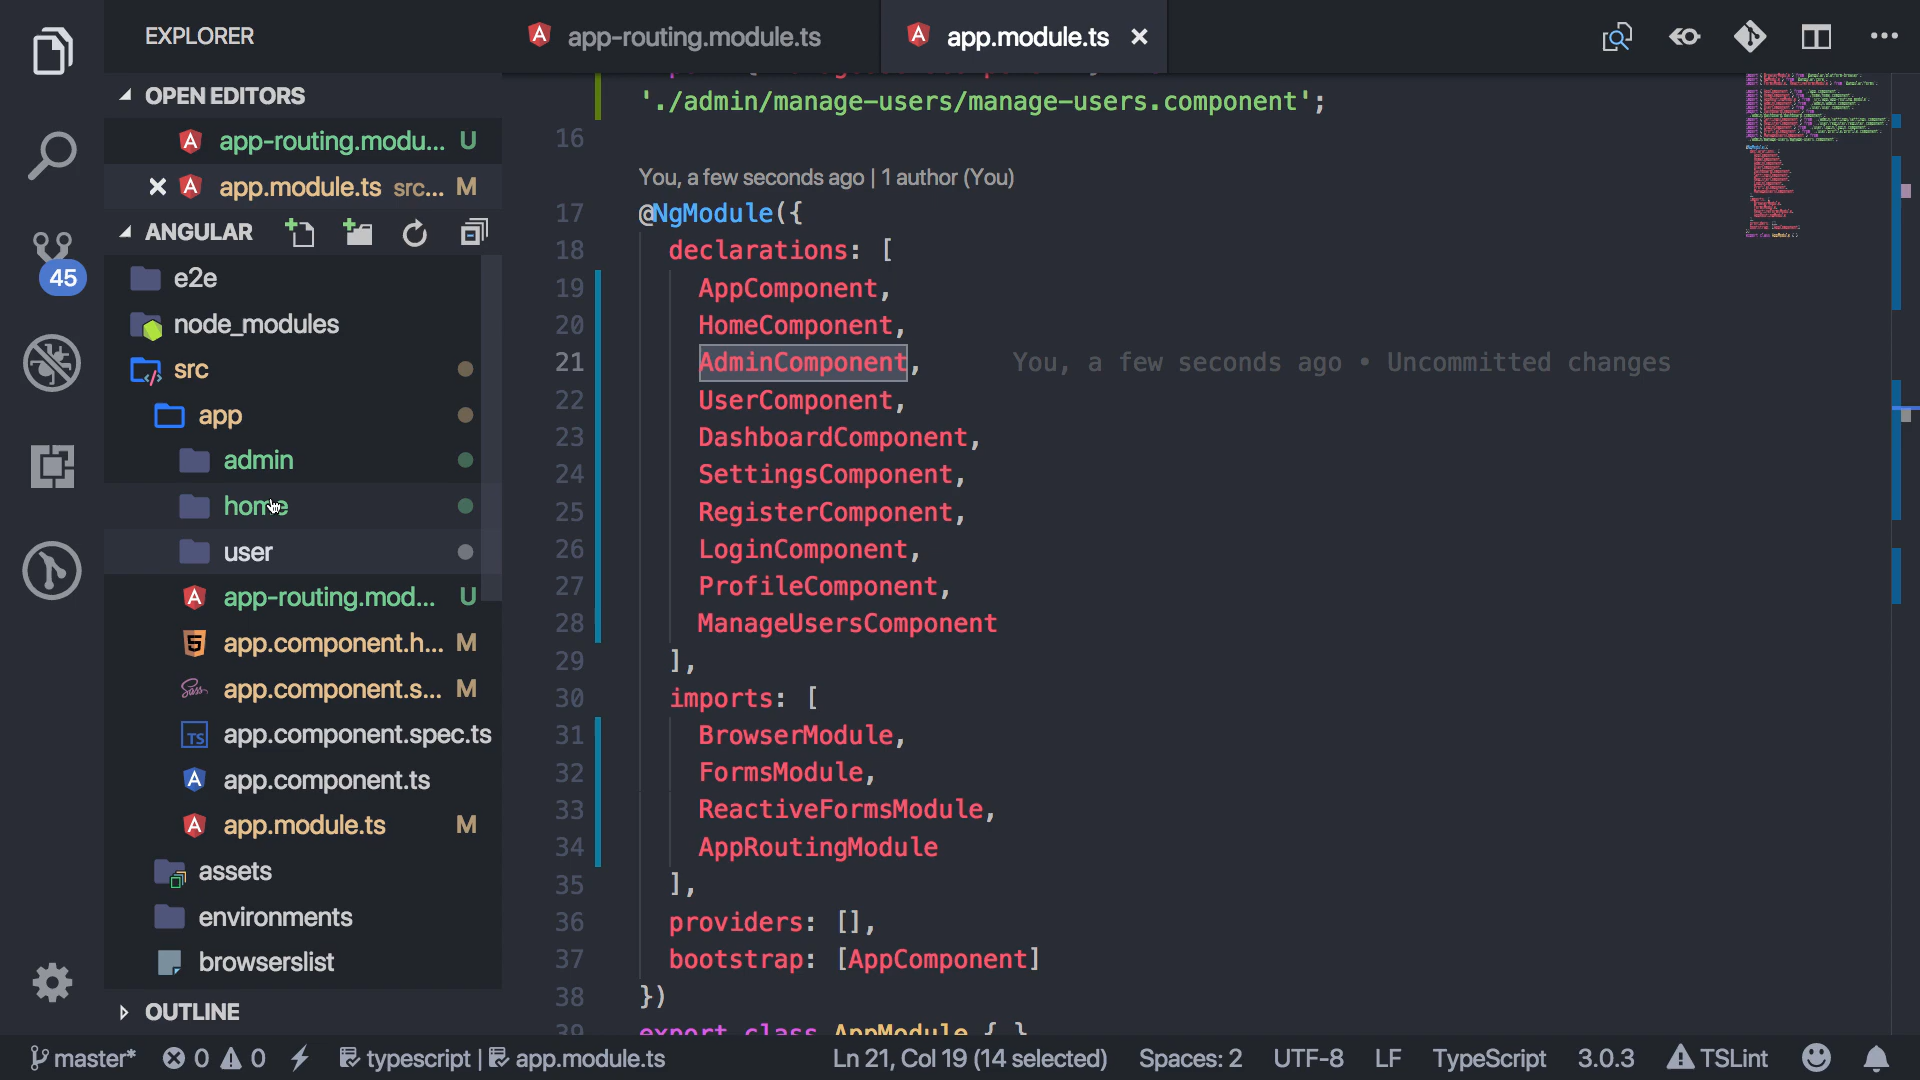 EXPLORER
app-routing.module.ts
app.module.ts
OPEN EDITORS
app-routing.modu... U
app.module.ts src... M
ANGULAR
45
e2e
node_modules
src
app
admin
home
user
app-routing.mod... U
app.component.h... M
app.component.s... M
TS app.component.spec.ts
app.component.ts
app.module.ts M
assets
environments
browserslist
OUTLINE
'./admin/manage-users/manage-users.component';
16
You, a few seconds ago | 1 author (You)
17 @NgModule({
18 declarations: [
19 AppComponent,
20 HomeComponent,
21 AdminComponent, You, a few seconds ago • Uncommitted changes
22 UserComponent,
23 DashboardComponent,
24 SettingsComponent,
25 RegisterComponent,
26 LoginComponent,
27 ProfileComponent,
28 ManageUsersComponent
29 ],
30 imports: [
31 BrowserModule,
32 FormsModule,
33 ReactiveFormsModule,
34 AppRoutingModule
35 ],
36 providers: [],
37 bootstrap: [AppComponent]
38 })
39 export class AppModule { }
master* 0 0 typescript | app.module.ts Ln 21, Col 19 (14 selected) Spaces: 2 UTF-8 LF TypeScript 3.0.3 TSLint